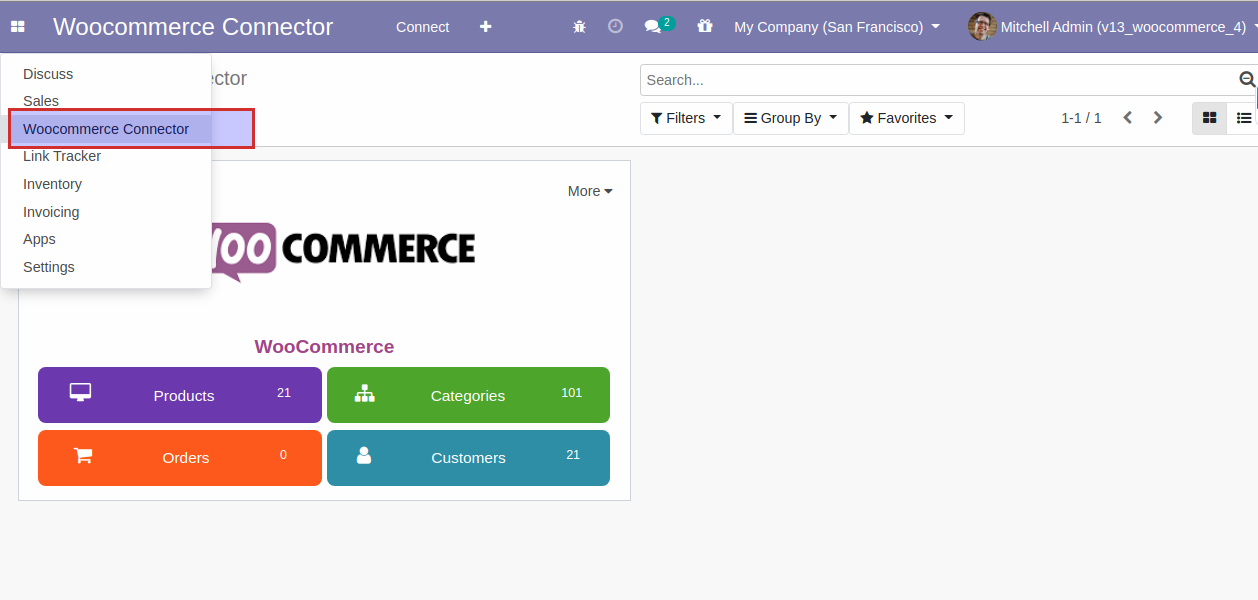 Woocommerce Connector Connect 2 My Company (San Francisco) Mitchell Admin (v13_woocommerce_4)
Discuss
Sales
Woocommerce Connector
Link Tracker
Inventory
Invoicing
Apps
Settings
ctor
Search...
Filters Group By Favorites 1-1 / 1
More
WOO COMMERCE
WooCommerce
Products 21
Categories 101
Orders 0
Customers 21